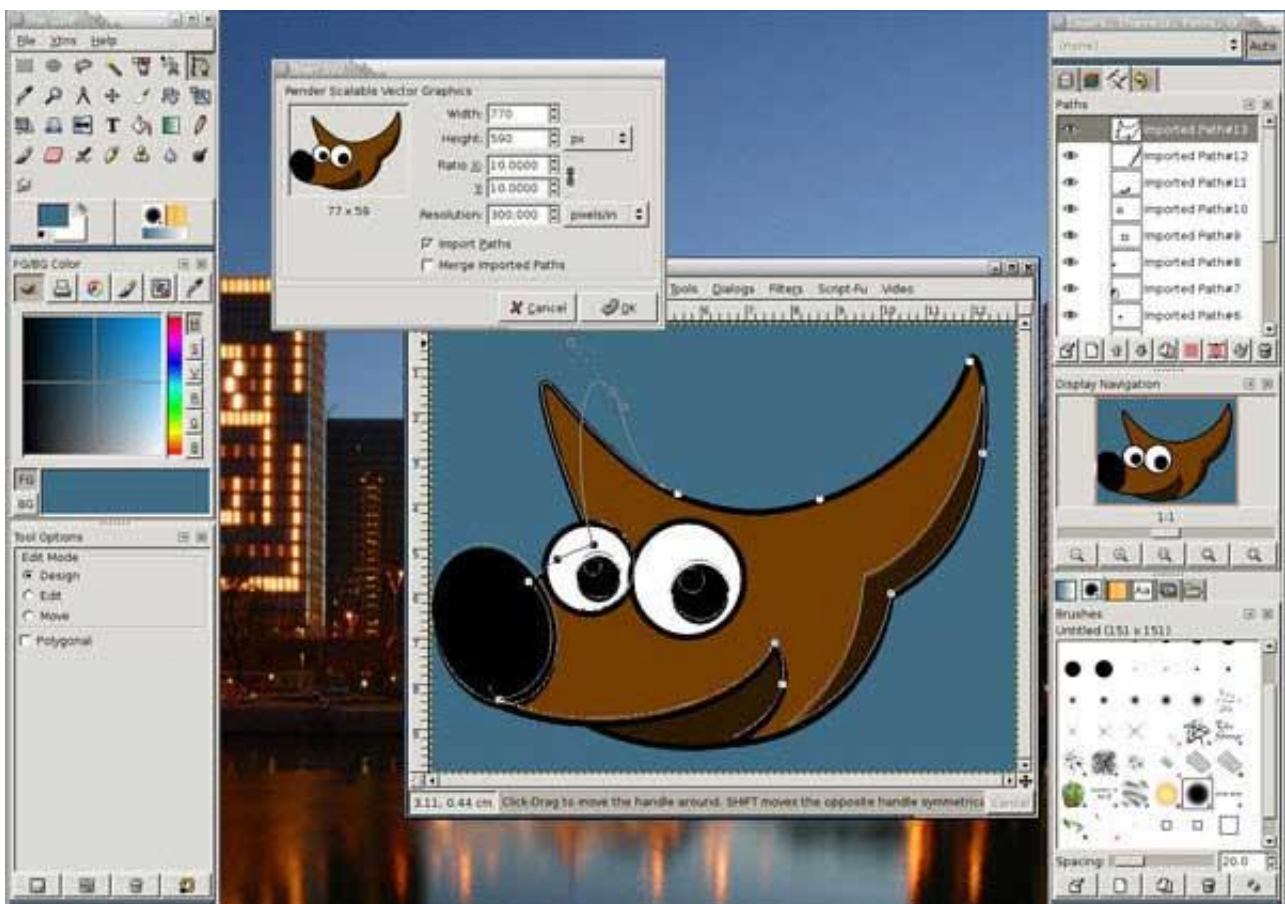 File Xtns Help
FG/BG Color
FG
BG
Tool Options
Edit Mode
Design
Edit
Move
Polygonal
Render Scalable Vector Graphics
77 x 59
Width: 770
Height: 590 px
Ratio X: 10.0000
Y: 10.0000
Resolution: 300.000 pixels/in
Import Paths
Merge Imported Paths
Cancel OK
Tools Dialogs Filters Script-Fu Video
3.11, 0.44 cm Click-Drag to move the handle around. SHIFT moves the opposite handle symmetrica Cancel
(none) Auto
Paths
Imported Path#13
Imported Path#12
Imported Path#11
Imported Path#10
Imported Path#9
Imported Path#8
Imported Path#7
Imported Path#6
Display Navigation
1:1
Brushes
Untitled (151 x 151)
Spacing: 20.0